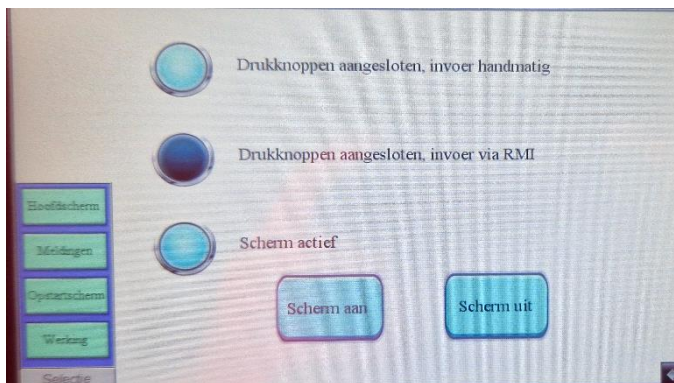 Drukknoppen aangesloten, invoer handmatig
Drukknoppen aangesloten, invoer via RMI
Scherm actief
Scherm aan
Scherm uit
Hoofdscherm
Meldingen
Opstartscherm
Werking
Selectie